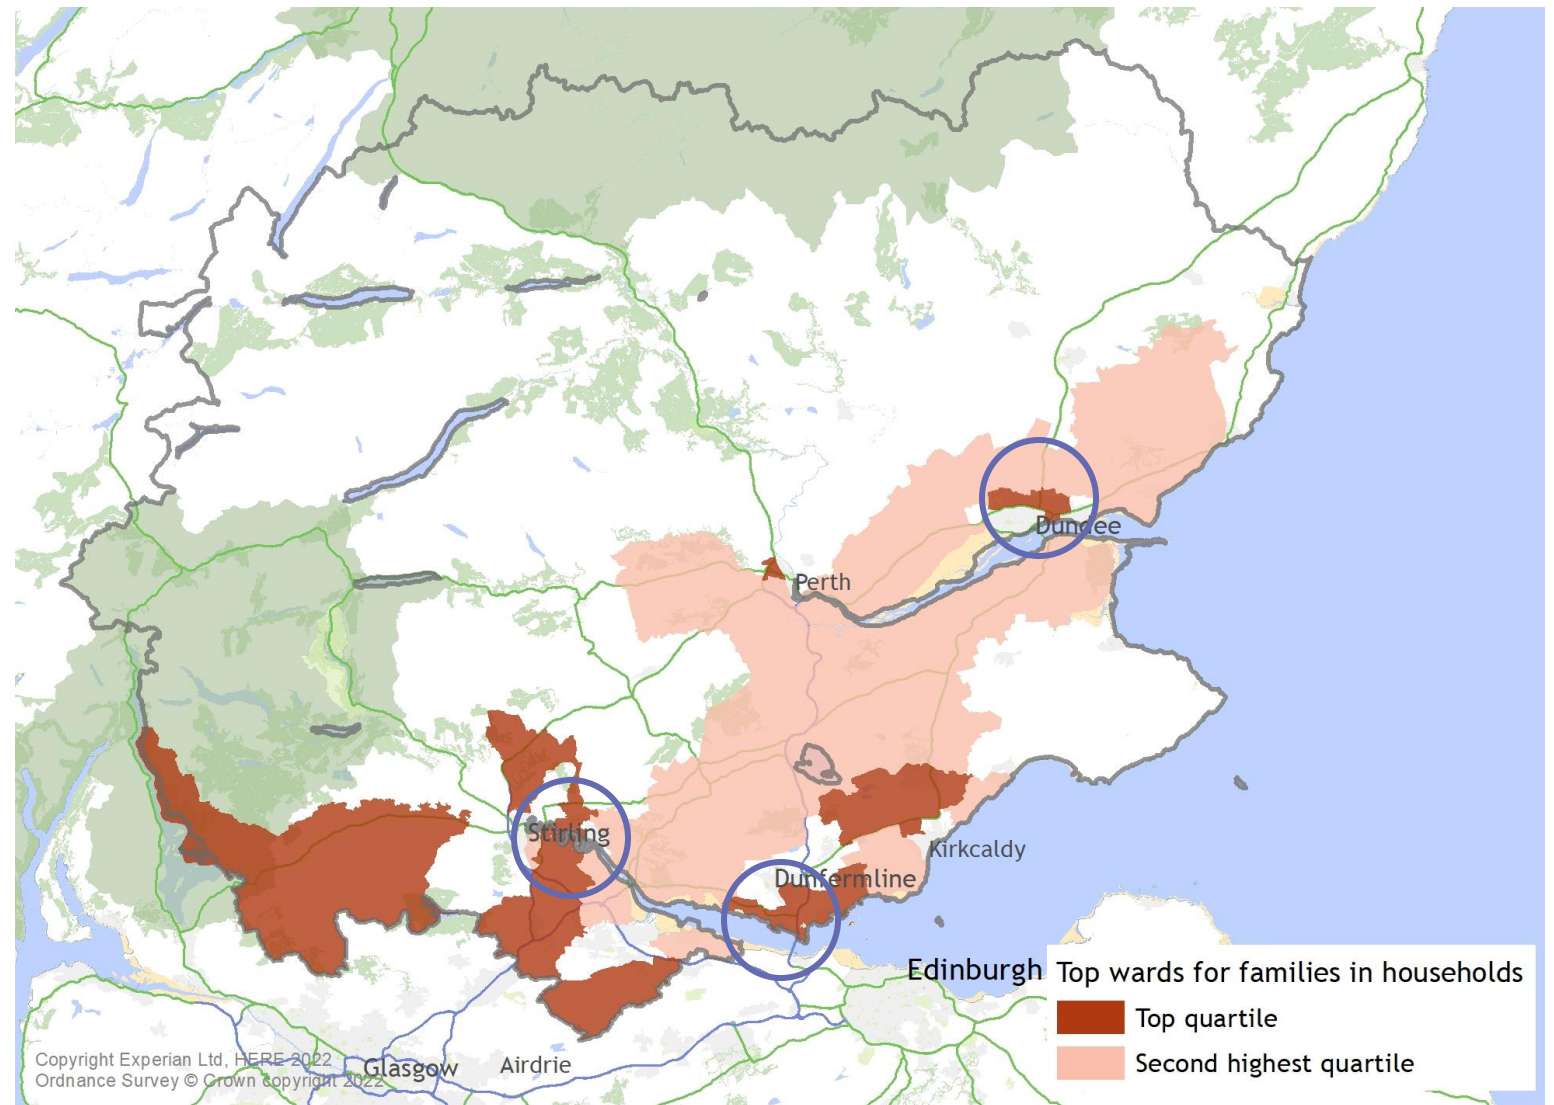 Dundee
Perth
Stirling
Kirkcaldy
Dunfermline
Edinburgh
Top wards for families in households
Top quartile
Second highest quartile
Copyright Experian Ltd, HERE 2022
Ordnance Survey © Crown copyright 2022
Glasgow
Airdrie